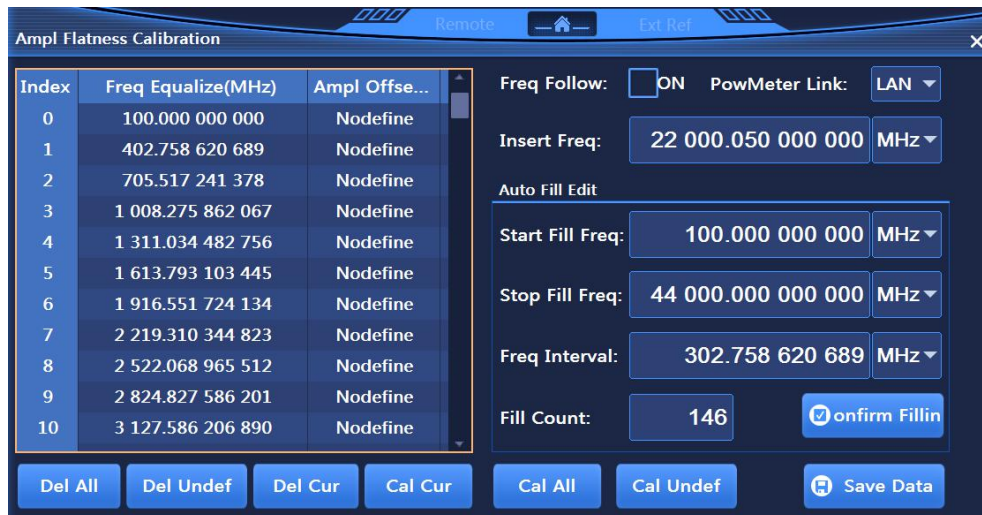 Remote Ext Ref
Ampl Flatness Calibration
Index Freq Equalize(MHz) Ampl Offse...
0 100.000 000 000 Nodefine
1 402.758 620 689 Nodefine
2 705.517 241 378 Nodefine
3 1 008.275 862 067 Nodefine
4 1 311.034 482 756 Nodefine
5 1 613.793 103 445 Nodefine
6 1 916.551 724 134 Nodefine
7 2 219.310 344 823 Nodefine
8 2 522.068 965 512 Nodefine
9 2 824.827 586 201 Nodefine
10 3 127.586 206 890 Nodefine
Freq Follow: ON PowMeter Link: LAN
Insert Freq: 22 000.050 000 000 MHz
Auto Fill Edit
Start Fill Freq: 100.000 000 000 MHz
Stop Fill Freq: 44 000.000 000 000 MHz
Freq Interval: 302.758 620 689 MHz
Fill Count: 146 onfirm Fillin
Del All Del Undef Del Cur Cal Cur Cal All Cal Undef Save Data